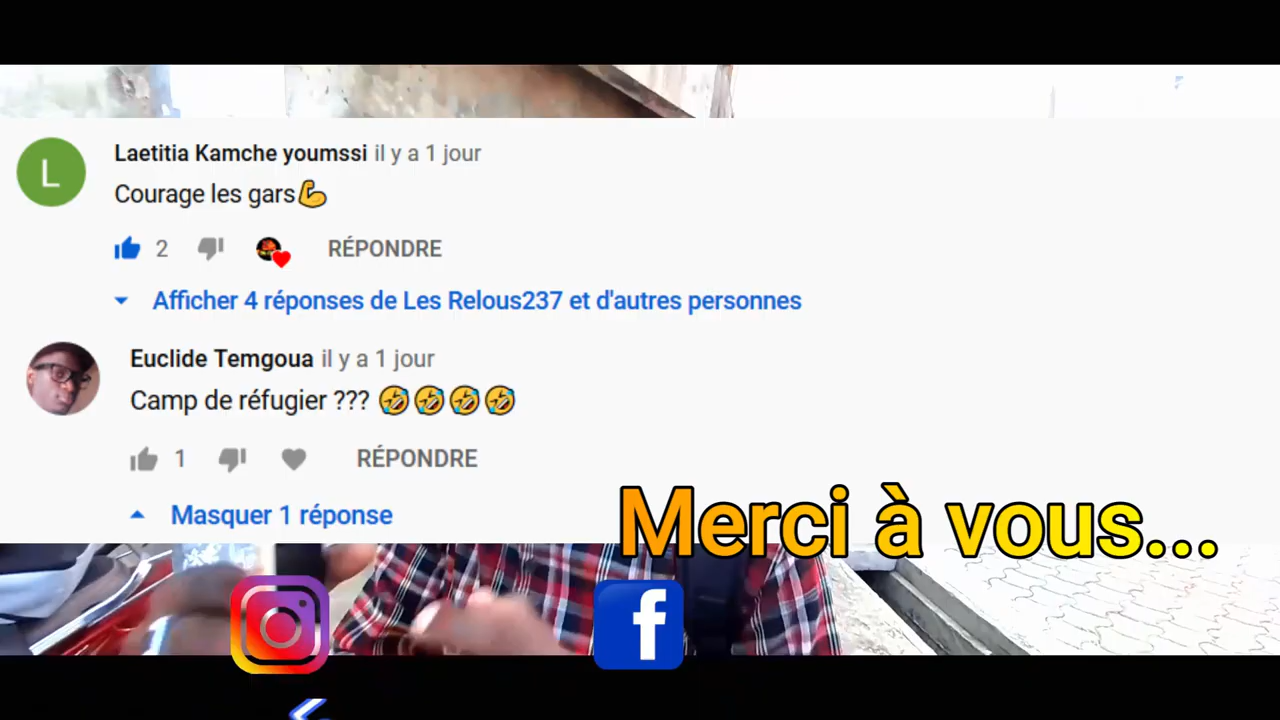 L
Laetitia Kamche youmssi il y a 1 jour
Courage les gars💪
2 RÉPONDRE
Afficher 4 réponses de Les Relous237 et d'autres personnes
Euclide Temgoua il y a 1 jour
Camp de réfugier ??? 🤣🤣🤣🤣
1 RÉPONDRE
Masquer 1 réponse
Merci à vous...
f